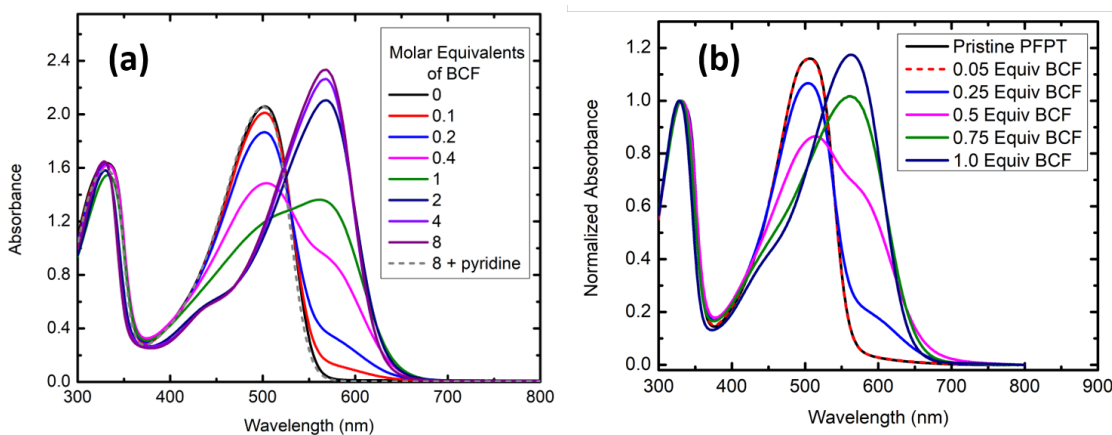 (a)
Absorbance
2.4
2.0
1.6
1.2
0.8
0.4
0.0
300
400
500
600
700
800
Wavelength (nm)
Molar Equivalents
of BCF
0
0.1
0.2
0.4
1
2
4
8
8 + pyridine
(b)
Normalized Absorbance
1.2
1.0
0.8
0.6
0.4
0.2
0.0
300
400
500
600
700
800
900
Wavelength (nm)
Pristine PFPT
0.05 Equiv BCF
0.25 Equiv BCF
0.5 Equiv BCF
0.75 Equiv BCF
1.0 Equiv BCF